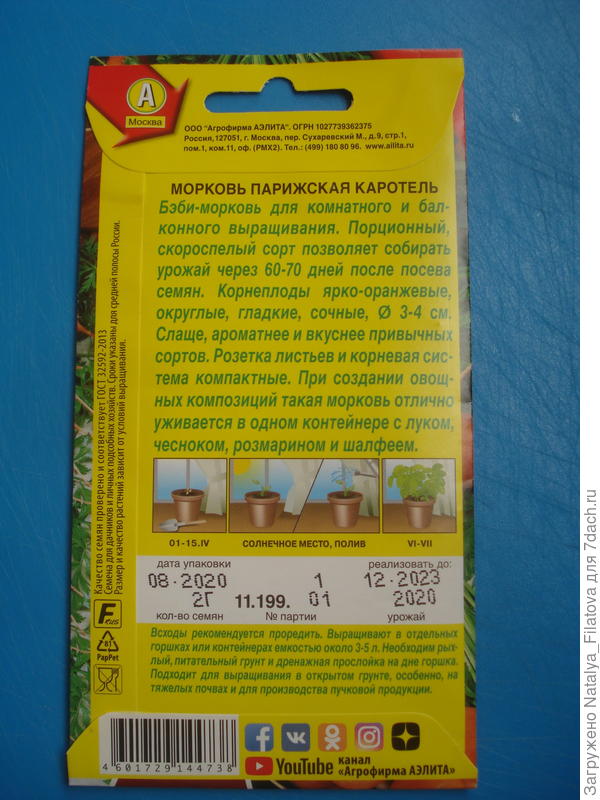 А
Москва
ООО "Агрофирма АЭЛИТА". ОГРН 1027739362375
Россия,127051, г. Москва, пер. Сухаревский М., д.9, стр.1,
пом.1, ком.11, оф. (РМХ2). Тел.: (499) 180 80 96. www.ailita.ru
МОРКОВЬ ПАРИЖСКАЯ КАРОТЕЛЬ
Бэби-морковь для комнатного и бал-
конного выращивания. Порционный,
скороспелый сорт позволяет собирать
урожай через 60-70 дней после посева
семян. Корнеплоды ярко-оранжевые,
округлые, гладкие, сочные, Ø 3-4 см.
Слаще, ароматнее и вкуснее привычных
сортов. Розетка листьев и корневая сис-
тема компактные. При создании овощ-
ных композиций такая морковь отлично
уживается в одном контейнере с луком,
чесноком, розмарином и шалфеем.
01-15.IV СОЛНЕЧНОЕ МЕСТО, ПОЛИВ VI-VII
дата упаковки реализовать до:
08·2020 1 12·2023
2Г 11.199. 01 2020
кол-во семян № партии урожай
Всходы рекомендуется проредить. Выращивают в отдельных
горшках или контейнерах емкостью около 3-5 л. Необходим рых-
лый, питательный грунт и дренажная прослойка на дне горшка.
Подходит для выращивания в открытом грунте, особенно, на
тяжелых почвах и для производства пучковой продукции.
Качество семян проверено и соответствует ГОСТ 32592-2013
Семена для дачников и личных подсобных хозяйств. Сроки указаны для средней полосы России.
Размер и качество растений зависит от условий выращивания.
F RUS
81
PapPet
4 601729 144738
YouTube канал
«Агрофирма АЭЛИТА»
Загружено Natalya_Filatova для 7dach.ru